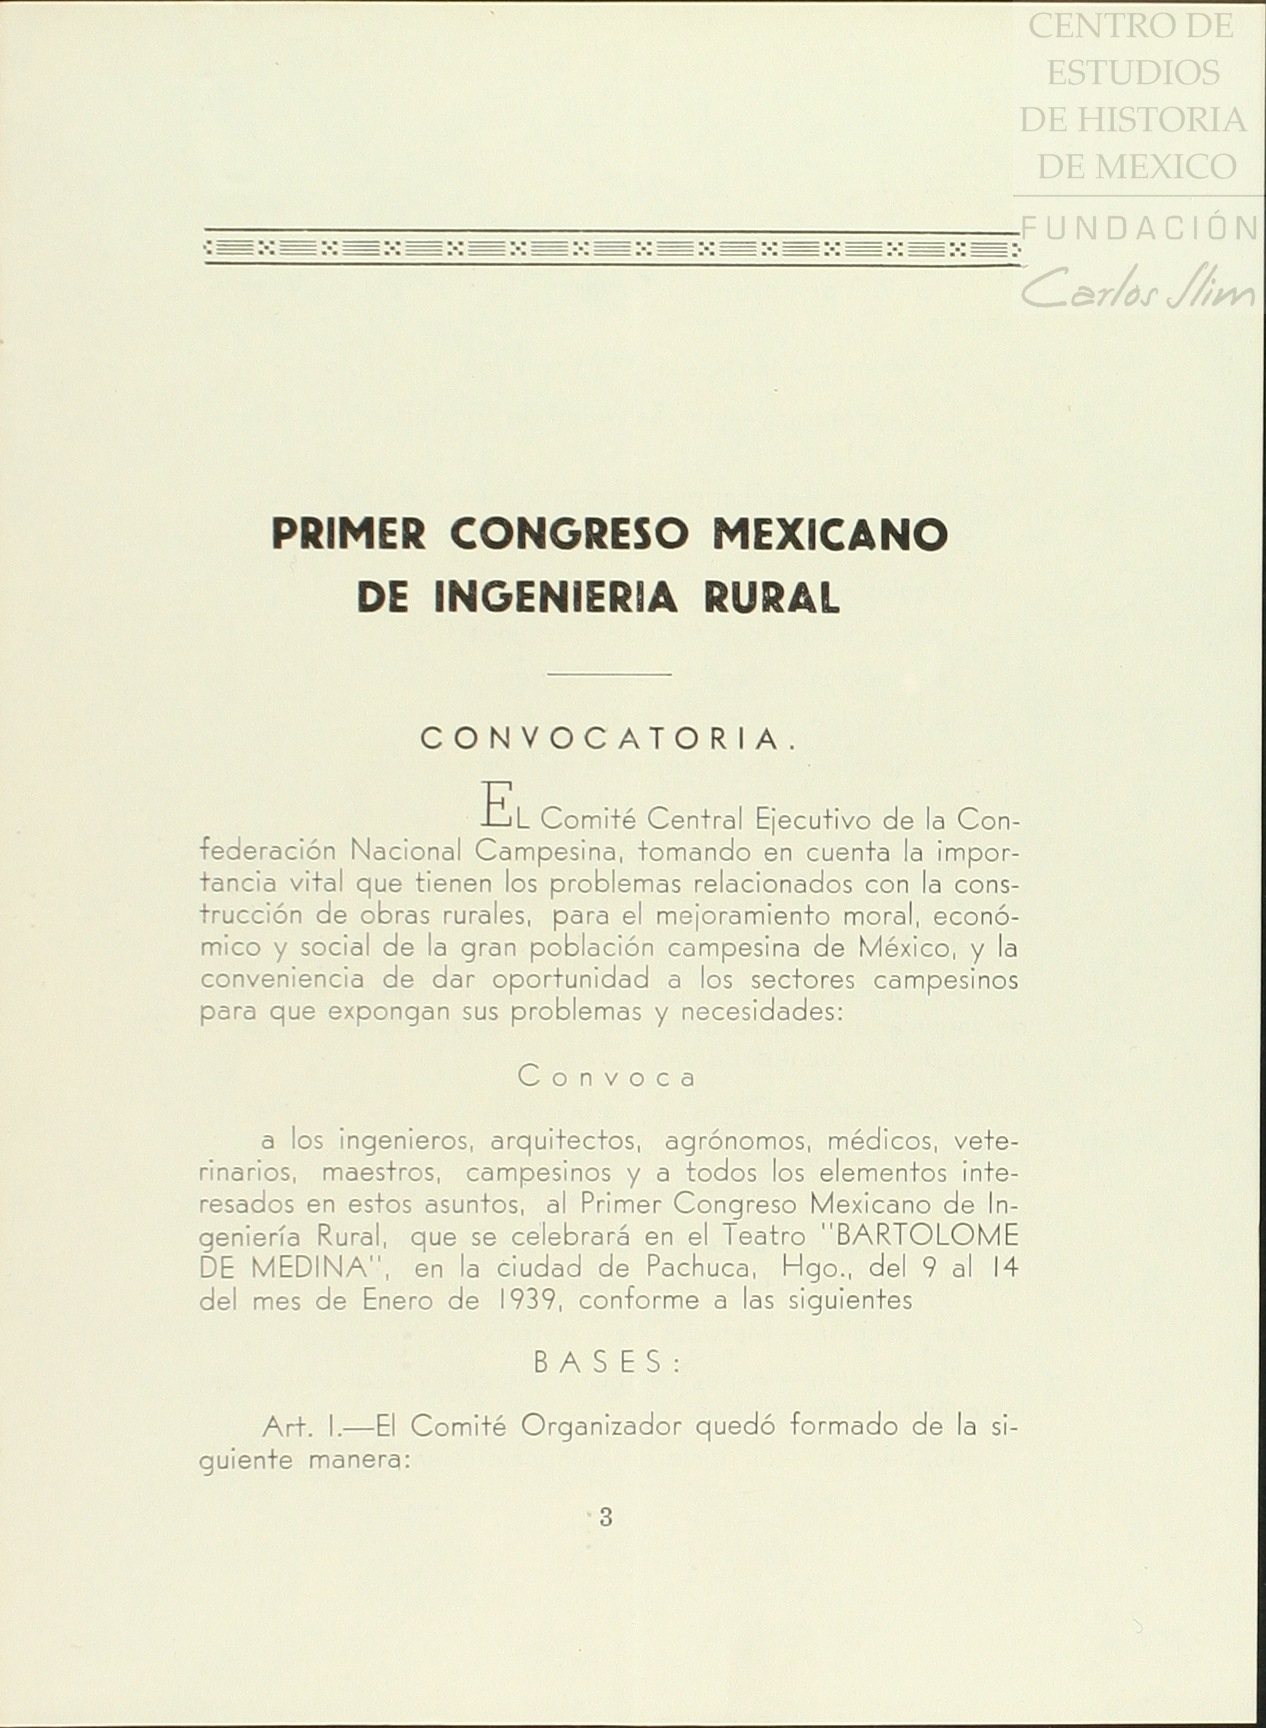 CENTRO DE
ESTUDIOS
DE HISTORIA
DE MEXICO
FUNDACIÓN
Carlos Slim
PRIMER CONGRESO MEXICANO
DE INGENIERIA RURAL
CONVOCATORIA.
EL Comité Central Ejecutivo de la Con-
federación Nacional Campesina, tomando en cuenta la impor-
tancia vital que tienen los problemas relacionados con la cons-
trucción de obras rurales, para el mejoramiento moral, econó-
mico y social de la gran población campesina de México, y la
conveniencia de dar oportunidad a los sectores campesinos
para que expongan sus problemas y necesidades:
Convoca
a los ingenieros, arquitectos, agrónomos, médicos, vete-
rinarios, maestros, campesinos y a todos los elementos inte-
resados en estos asuntos, al Primer Congreso Mexicano de In-
geniería Rural, que se celebrará en el Teatro "BARTOLOME
DE MEDINA", en la ciudad de Pachuca, Hgo., del 9 al 14
del mes de Enero de 1939, conforme a las siguientes
BASES:
Art. I.—El Comité Organizador quedó formado de la si-
guiente manera:
3